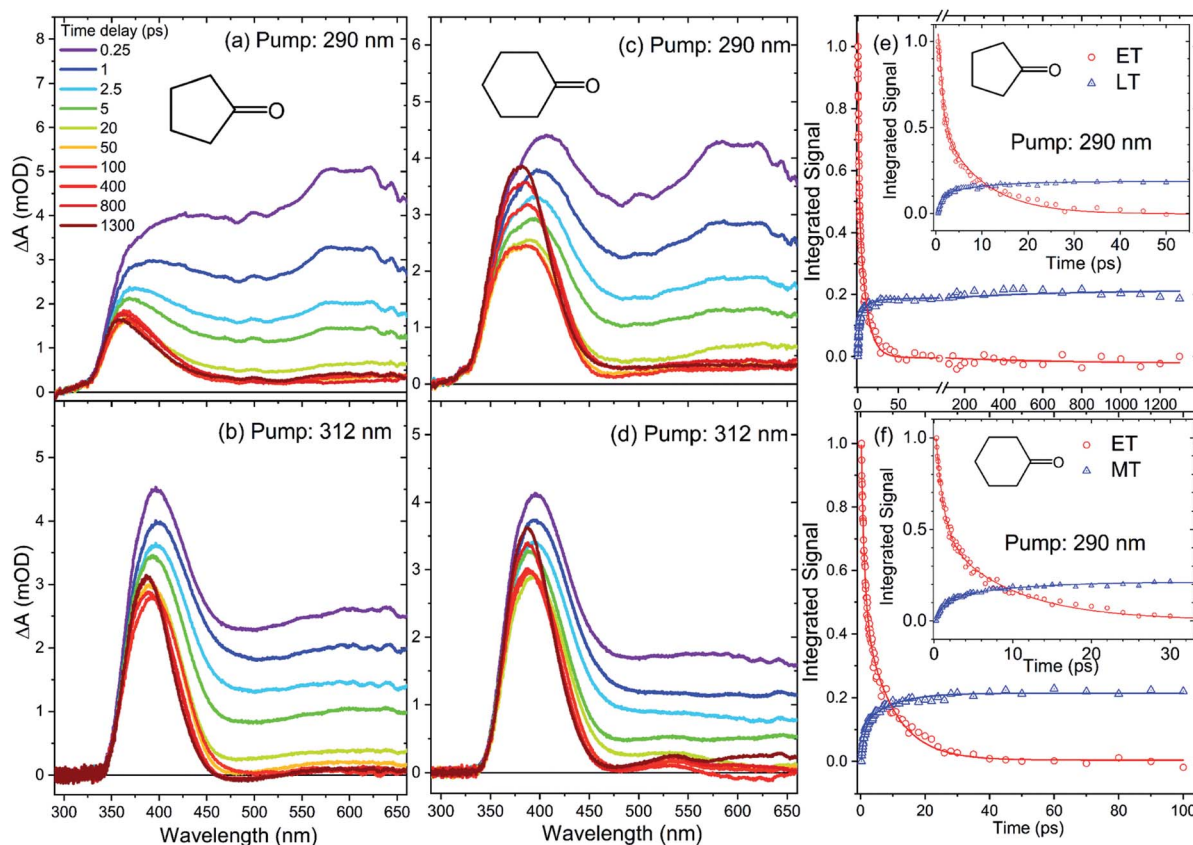 (a) Pump: 290 nm
Time delay (ps)
0.25
1
2.5
5
20
50
100
400
800
1300
O
8
7
6
5
4
3
2
1
0
ΔA (mOD)
(b) Pump: 312 nm
5
4
3
2
1
0
ΔA (mOD)
300 350 400 450 500 550 600 650
Wavelength (nm)
(c) Pump: 290 nm
O
6
5
4
3
2
1
0
(d) Pump: 312 nm
5
4
3
2
1
0
300 350 400 450 500 550 600 650
Wavelength (nm)
(e)
1.0
0.8
0.6
0.4
0.2
0.0
Integrated Signal
0 50 200 400 600 800 1000 1200
1.0
0.5
0.0
Integrated Signal
O
ET
LT
Pump: 290 nm
0 10 20 30 40 50
Time (ps)
(f)
1.0
0.8
0.6
0.4
0.2
0.0
Integrated Signal
0 20 40 60 80 100
Time (ps)
1.0
0.5
0.0
Integrated Signal
O
ET
MT
Pump: 290 nm
0 10 20 30
Time (ps)